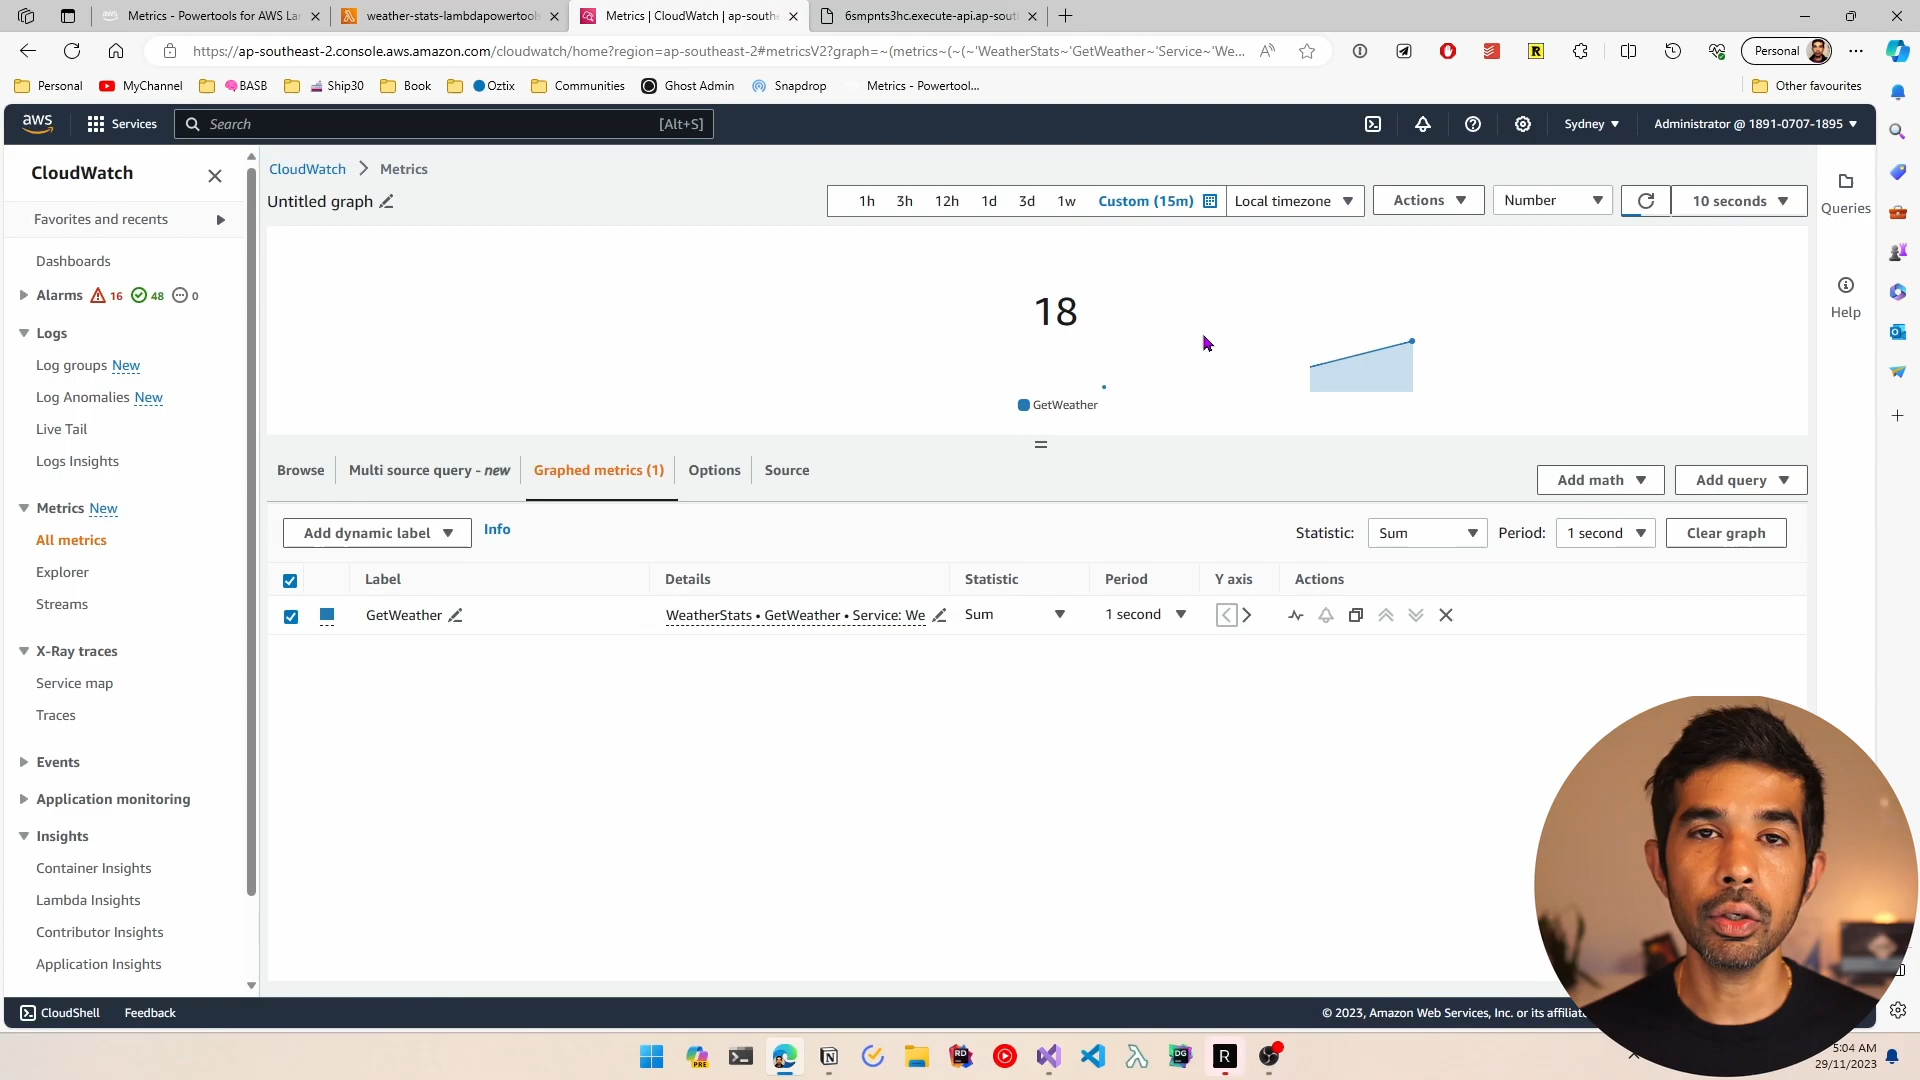 Metrics - Powertools for AWS La
weather-stats-lambdapowertools
Metrics | CloudWatch | ap-south
6smpnts3hc.execute-api.ap-sout
https://ap-southeast-2.console.aws.amazon.com/cloudwatch/home?region=ap-southeast-2#metricsV2?graph=~(metrics~(~(~'WeatherStats~'GetWeather~'Service~'We...
Personal
Personal
MyChannel
BASB
Ship30
Book
Oztix
Communities
Ghost Admin
Snapdrop
Metrics - Powertool...
Other favourites
aws
Services
Search
[Alt+S]
Sydney
Administrator @ 1891-0707-1895
CloudWatch
Favorites and recents
Dashboards
Alarms 16 48 0
Logs
Log groups New
Log Anomalies New
Live Tail
Logs Insights
Metrics New
All metrics
Explorer
Streams
X-Ray traces
Service map
Traces
Events
Application monitoring
Insights
Container Insights
Lambda Insights
Contributor Insights
Application Insights
CloudWatch
Metrics
Untitled graph
1h
3h
12h
1d
3d
1w
Custom (15m)
Local timezone
Actions
Number
10 seconds
Queries
Help
18
GetWeather
Browse
Multi source query - new
Graphed metrics (1)
Options
Source
Add math
Add query
Add dynamic label
Info
Statistic:
Sum
Period:
1 second
Clear graph
Label
Details
Statistic
Period
Y axis
Actions
GetWeather
WeatherStats • GetWeather • Service: We
Sum
1 second
CloudShell
Feedback
© 2023, Amazon Web Services, Inc. or its affiliate
PRE
RD
DG
R
5:04 AM
29/11/2023